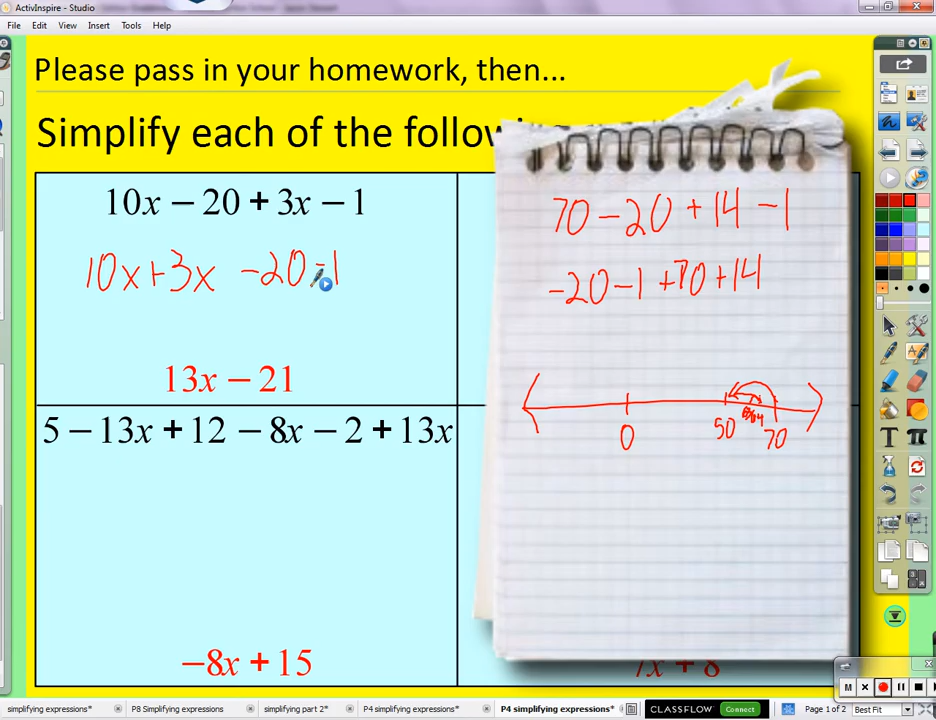 ActivInspire - Studio
File Edit View Insert Tools Help
Please pass in your homework, then...
Simplify each of the follow
10x − 20 + 3x − 1
10x+3x -20-1
13x − 21
5 − 13x + 12 − 8x − 2 + 13x
−8x + 15
70 - 20 + 14 - 1
-20-1 +70+14
0 50 64 70
7x + 8
simplifying expressions* P8 Simplifying expressions simplifying part 2* P4 simplifying expressions* P4 simplifying expressions* CLASSFLOW Connect Page 1 of 2 Best Fit